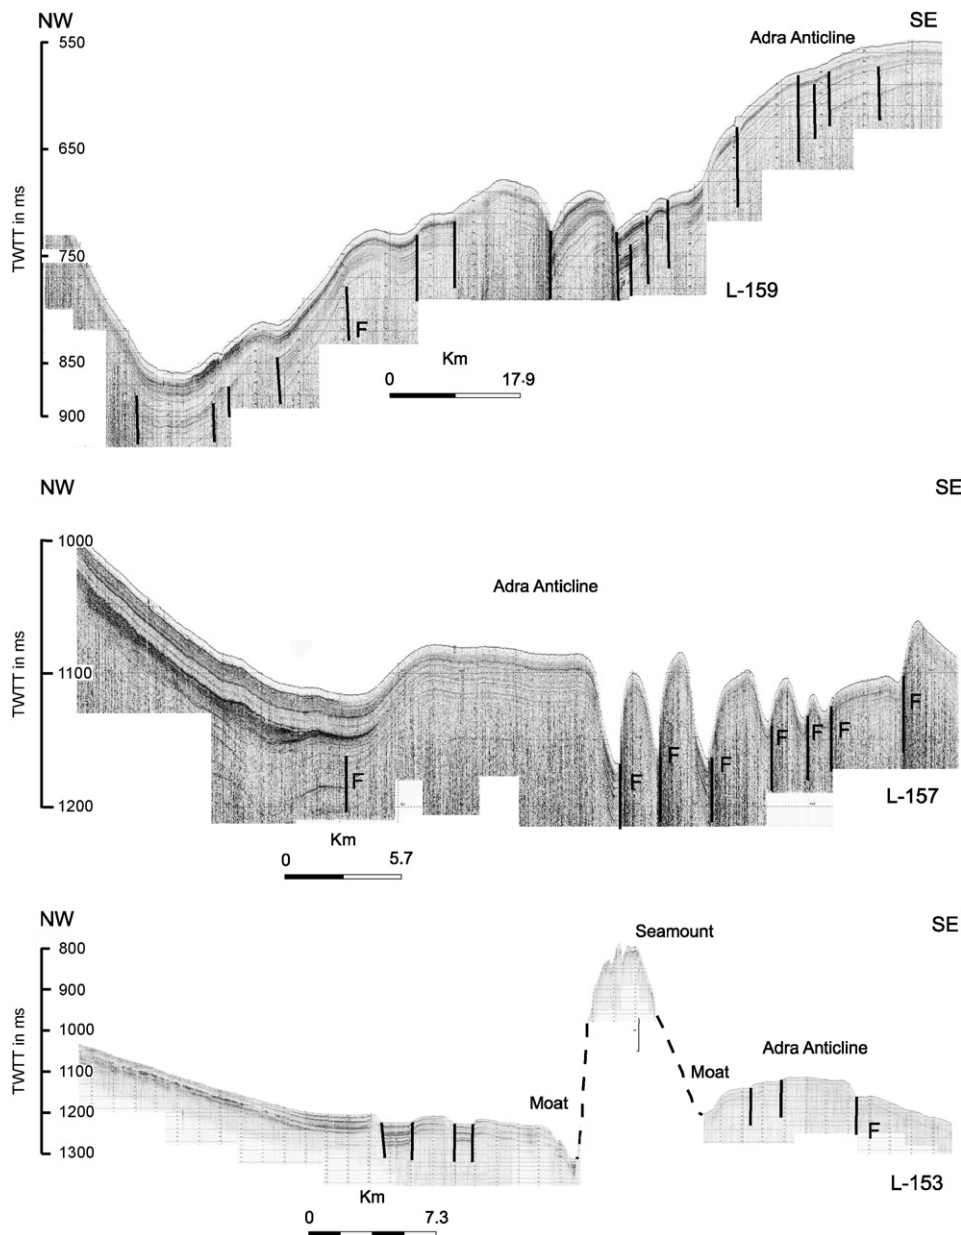 NW
SE
Adra Anticline
550
650
TWTT in ms
750
850
900
F
L-159
Km
0 17·9
NW
SE
1000
Adra Anticline
TWTT in ms
1100
1200
F
F
F
F
F
F
F
F
L-157
Km
0 5.7
NW
SE
Seamount
800
900
1000
TWTT in ms
1100
1200
1300
Adra Anticline
Moat
Moat
F
L-153
Km
0 7.3